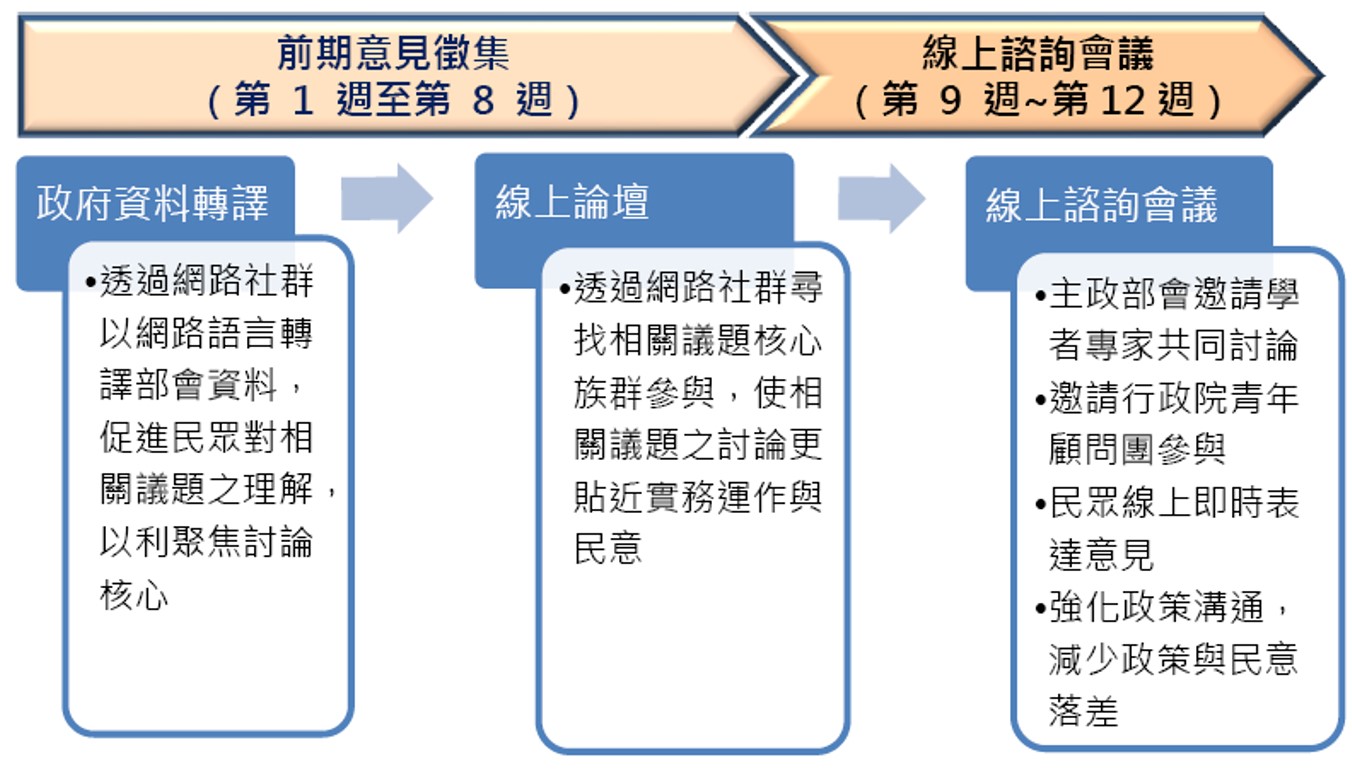 前期意見徵集
（第 1 週至第 8 週）
線上諮詢會議
（第 9 週~第12週）
政府資料轉譯
•透過網路社群
以網路語言轉
譯部會資料，
促進民眾對相
關議題之理解，
以利聚焦討論
核心
線上論壇
•透過網路社群尋
找相關議題核心
族群參與，使相
關議題之討論更
貼近實務運作與
民意
線上諮詢會議
•主政部會邀請學
者專家共同討論
•邀請行政院青年
顧問團參與
•民眾線上即時表
達意見
•強化政策溝通，
減少政策與民意
落差